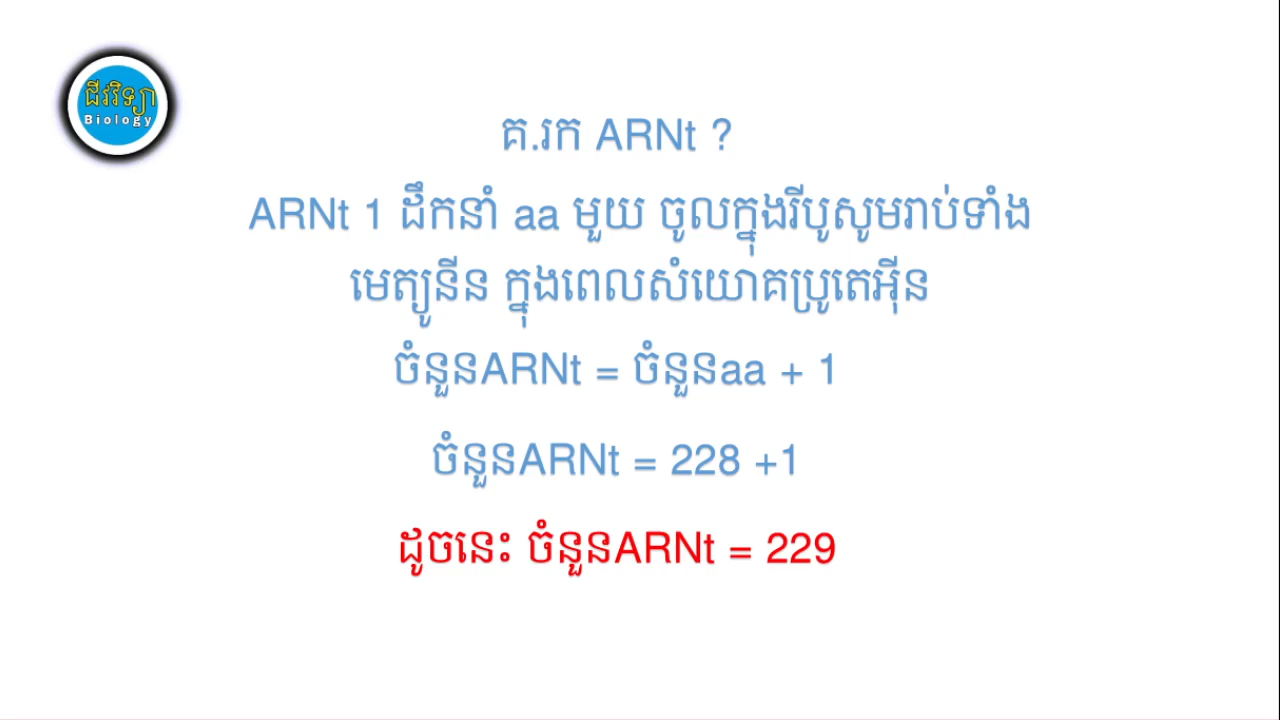 ជីវវិទ្យា
Biology
គ.រក ARNt ?
ARNt 1 ដឹកនាំ aa មួយ ចូលក្នុងរីបូសូមរាប់ទាំង
មេត្យូនីន ក្នុងពេលសំយោគប្រូតេអ៊ីន
ចំនួនARNt = ចំនួនaa + 1
ចំនួនARNt = 228 +1
ដូចនេះ ចំនួនARNt = 229